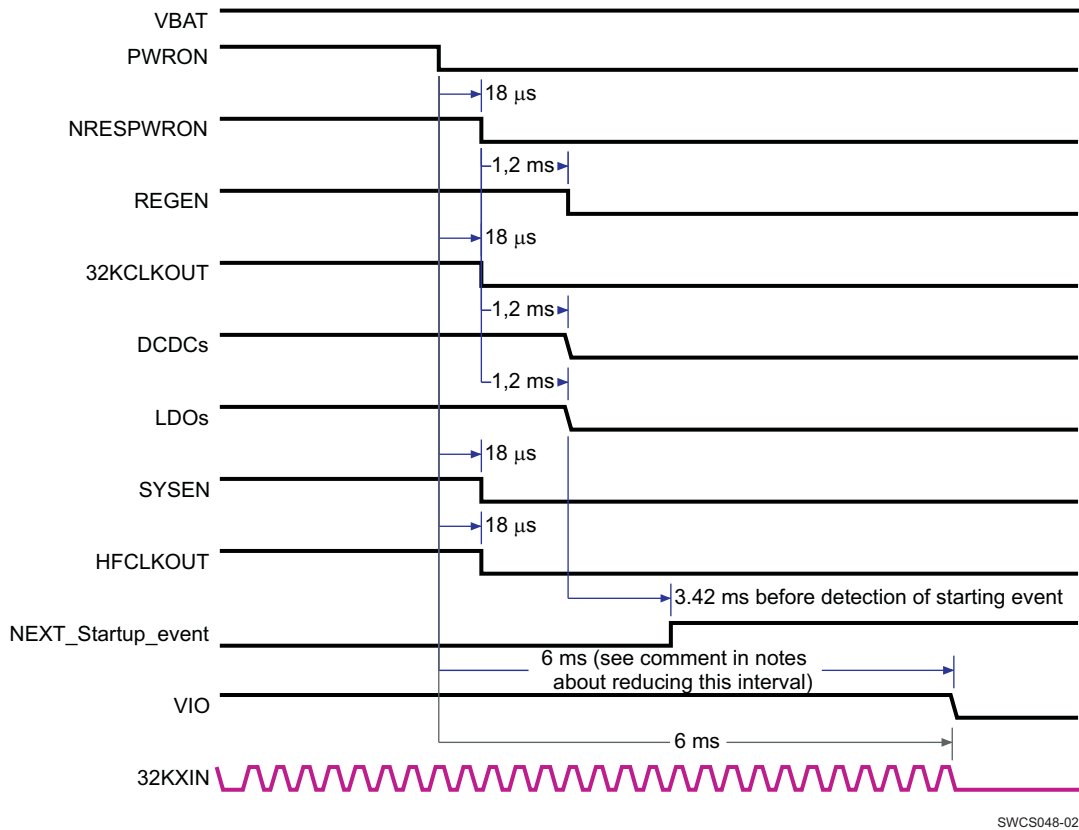 VBAT
PWRON
18 μs
NRESPWRON
1,2 ms
REGEN
18 μs
32KCLKOUT
1,2 ms
DCDCs
1,2 ms
LDOs
18 μs
SYSEN
18 μs
HFCLKOUT
3.42 ms before detection of starting event
NEXT_Startup_event
6 ms (see comment in notes
about reducing this interval)
VIO
6 ms
32KXIN
SWCS048-02